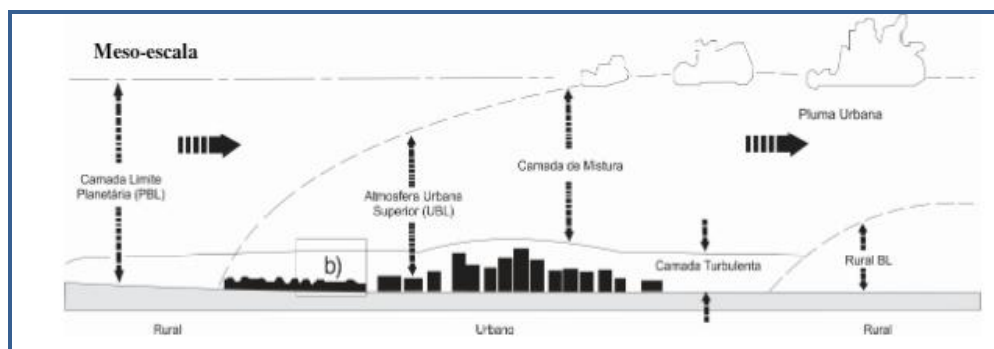 Meso-escala
Pluma Urbana
Camada de Mistura
Camada Limite
Planetária (PBL)
Atmosfera Urbana
Superior (UBL)
b)
Camada Turbulenta
Rural BL
Rural
Urbano
Rural